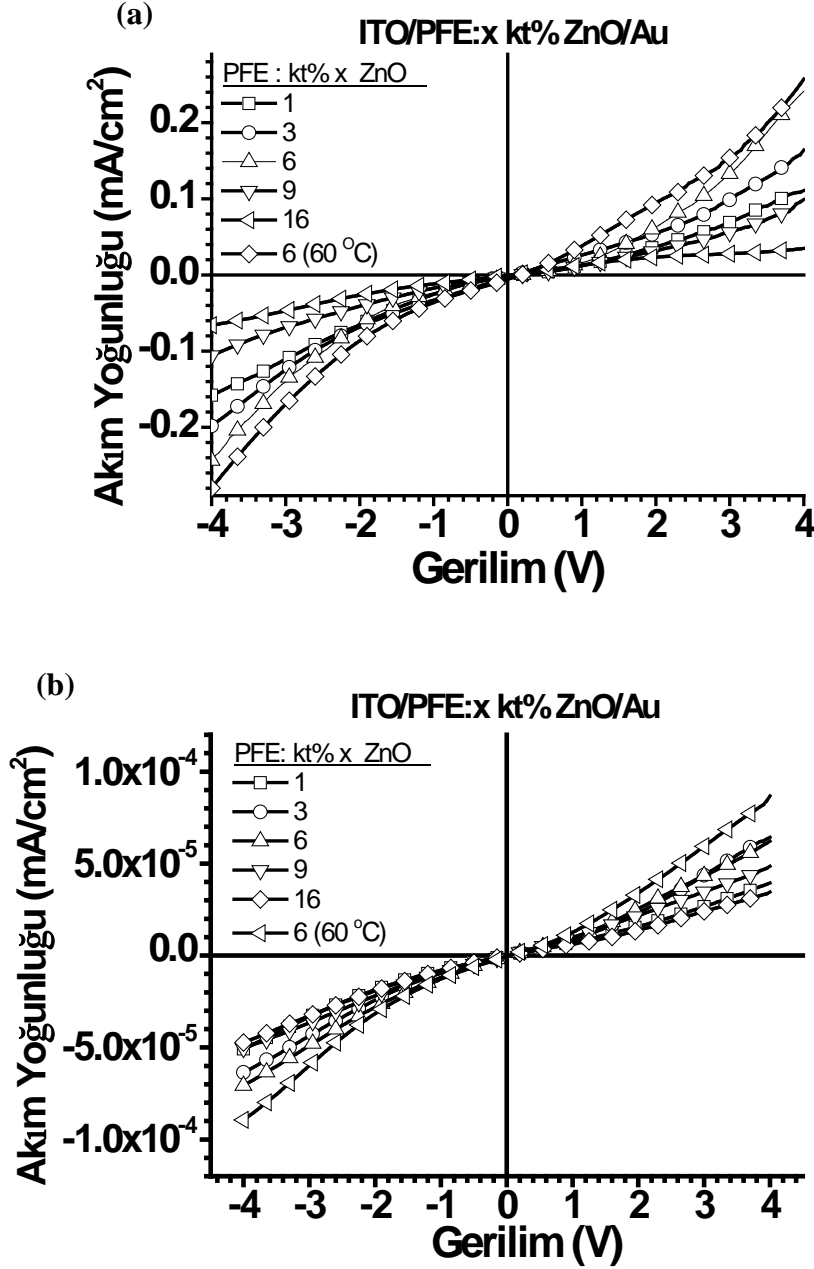 (a)
ITO/PFE:x kt% ZnO/Au
PFE : kt% x ZnO
1
3
6
9
16
6 (60 °C)
Akım Yoğunluğu (mA/cm²)
0.2
0.1
0.0
-0.1
-0.2
-4 -3 -2 -1 0 1 2 3 4
Gerilim (V)
(b)
ITO/PFE:x kt% ZnO/Au
PFE: kt% x ZnO
1
3
6
9
16
6 (60 °C)
Akım Yoğunluğu (mA/cm²)
1.0x10⁻⁴
5.0x10⁻⁵
0.0
-5.0x10⁻⁵
-1.0x10⁻⁴
-4 -3 -2 -1 0 1 2 3 4
Gerilim (V)